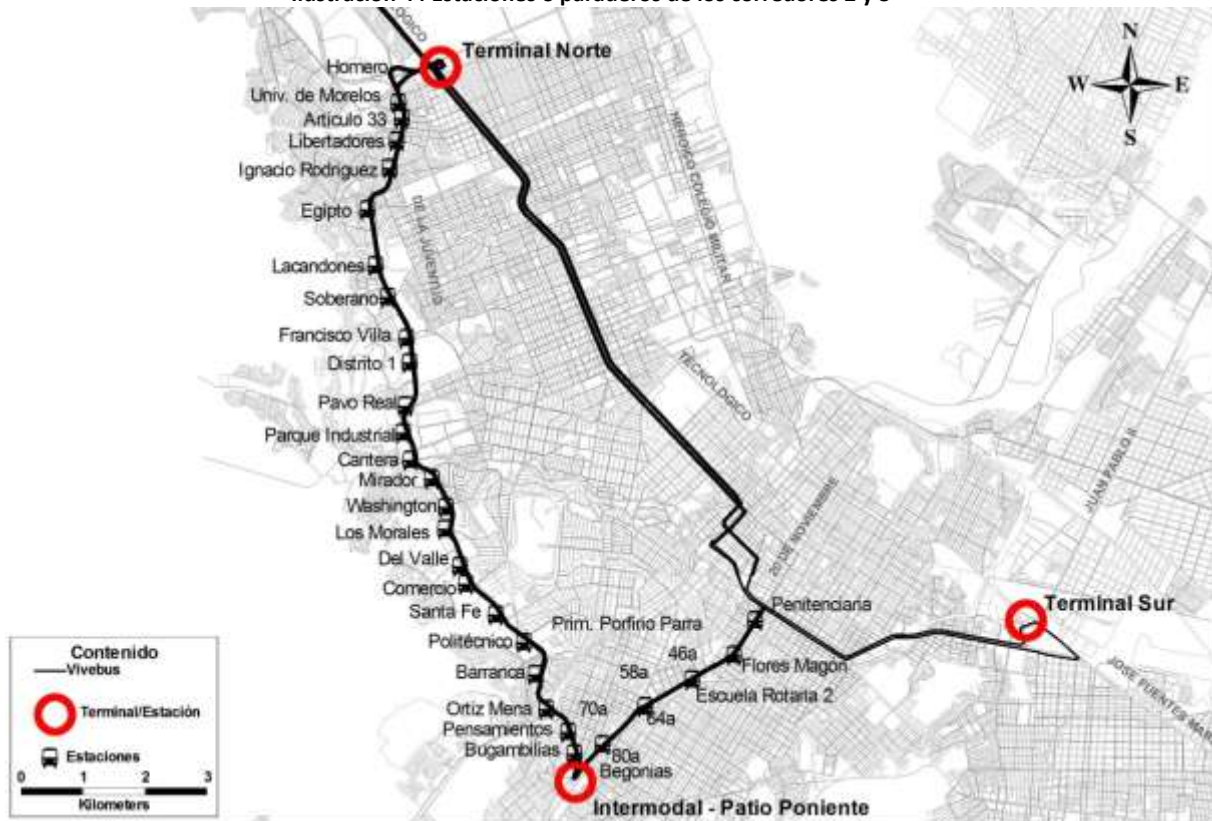 Terminal Norte
Homero
Univ. de Morelos
Articulo 33
Libertadores
Ignacio Rodriguez
Egipto
Lacandones
Soberano
Francisco Villa
Distrito 1
Pavo Real
Parque Industrial
Cantera
Mirador
Washington
Los Morales
Del Valle
Comercio
Santa Fe
Politécnico
Barranca
Ortiz Mena
Pensamientos
Bugambilias
Intermodal - Patio Poniente
Begonias
80a
70a
64a
58a
Escuela Rotaria 2
46a
Flores Magón
Prim. Porfirio Parra
Penitenciaria
Terminal Sur
DE LA JUVENTUD
COLEGIO MILITAR
TECNOLOGICO
20 DE NOVIEMBRE
JUAN PABLO II
JOSE FUENTES MARES
N
W
E
S
Contenido
Vivebus
Terminal/Estación
Estaciones
0 1 2 3
Kilometers